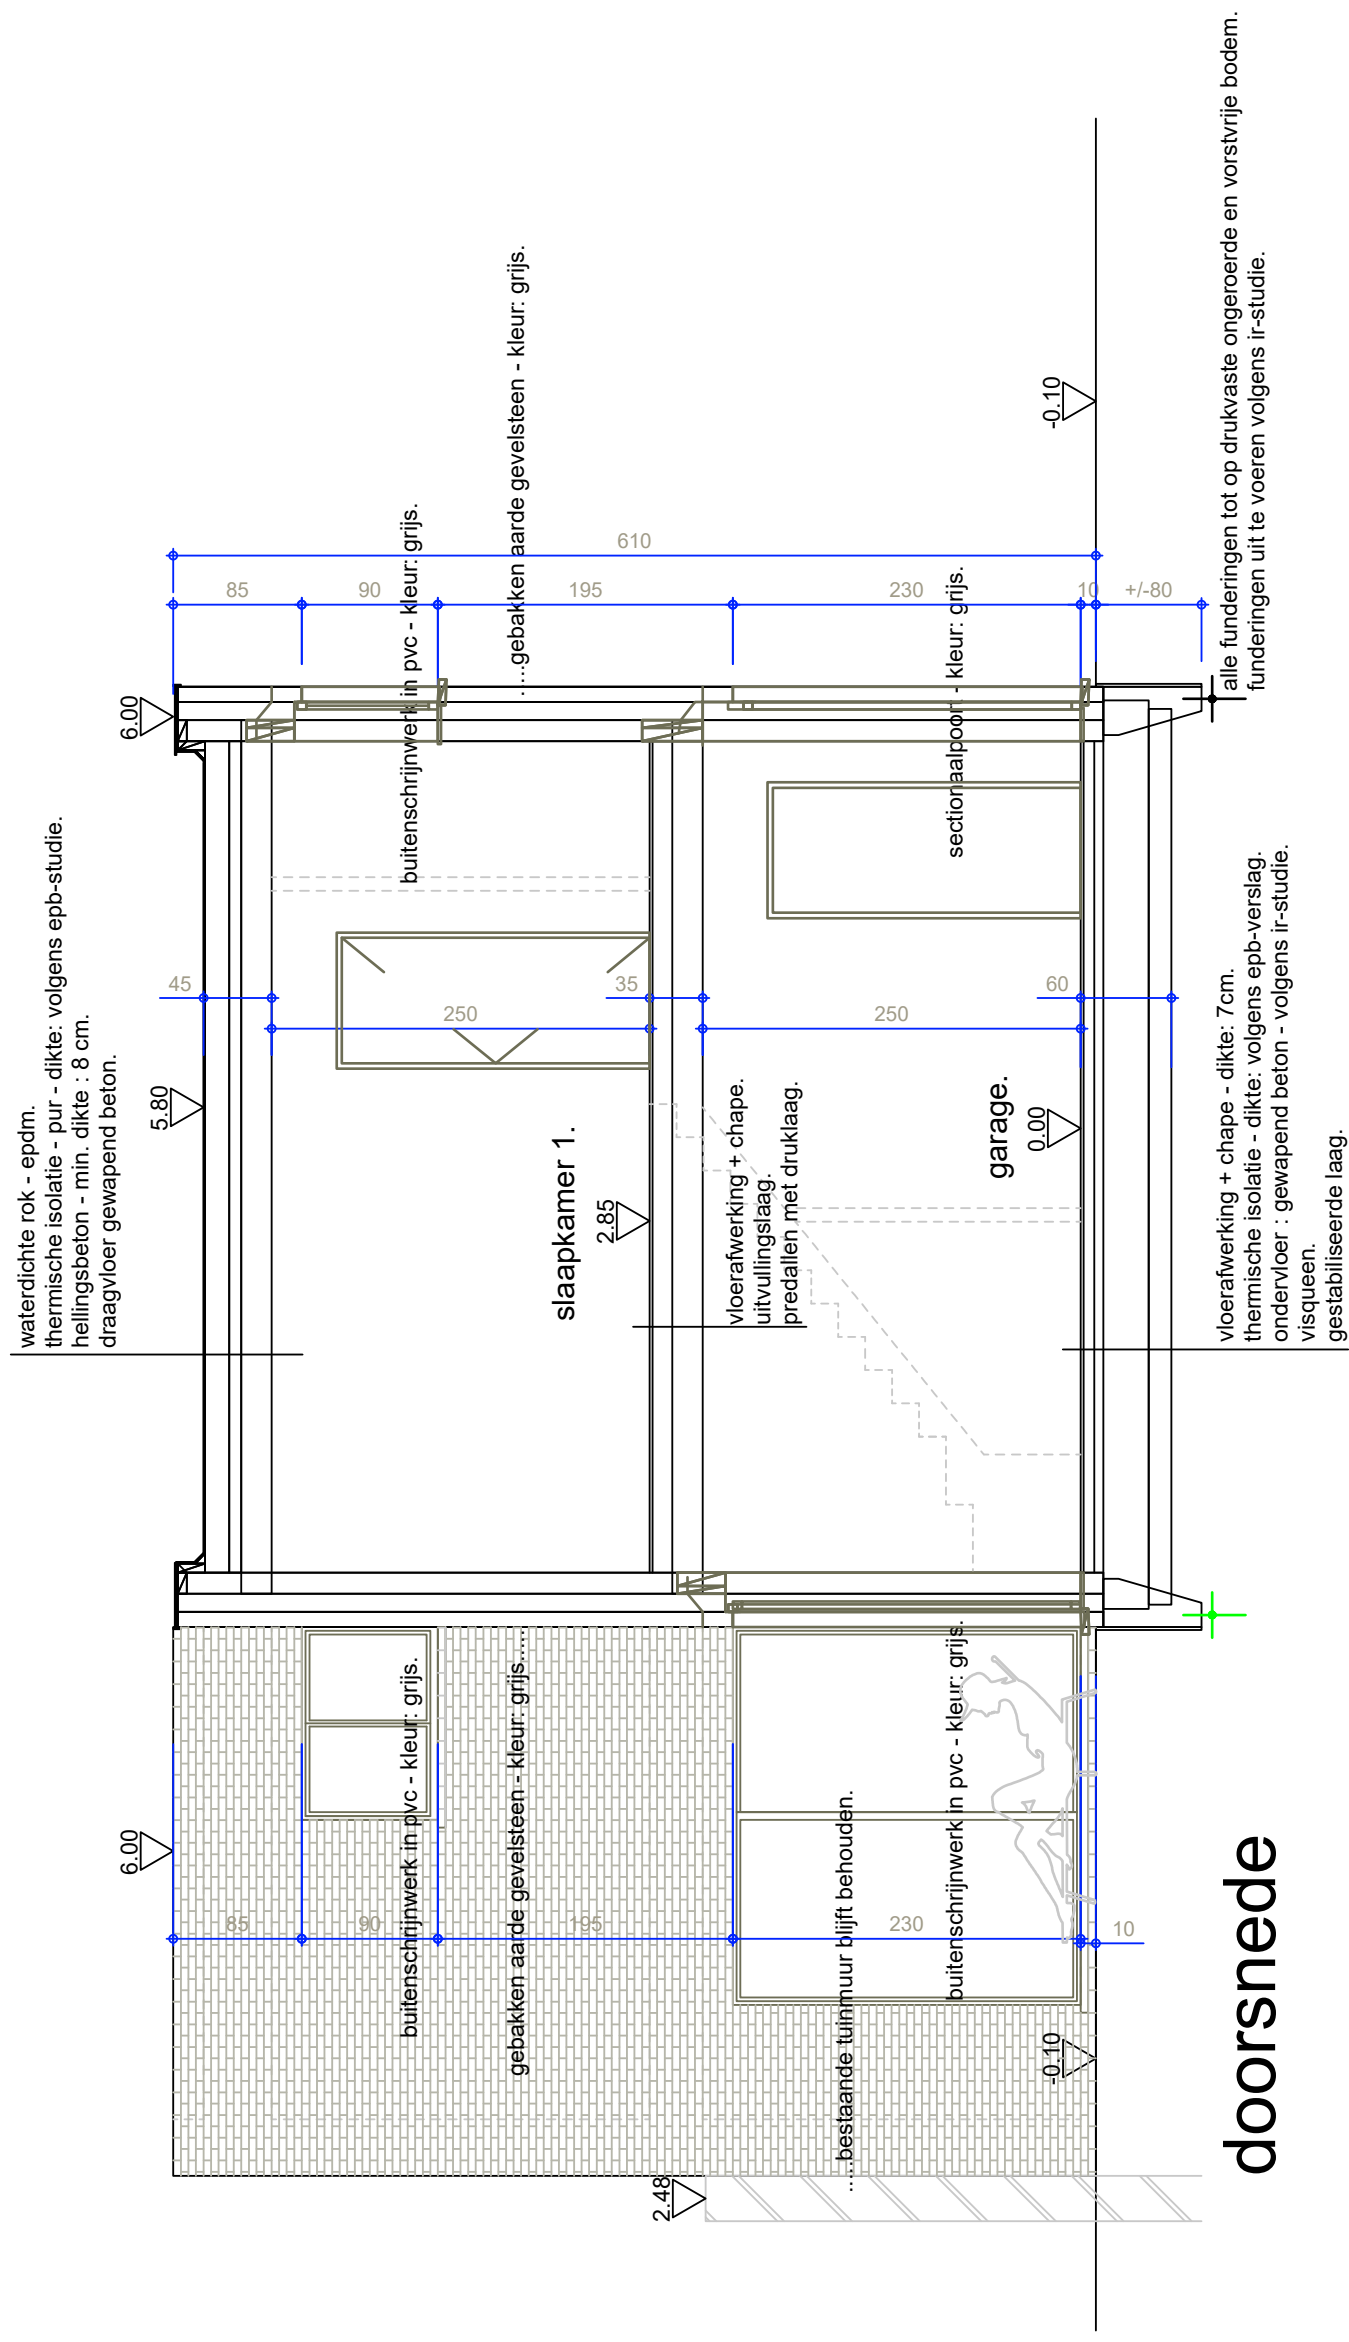 waterdichte rok - epdm.
thermische isolatie - pur - dikte: volgens epb-studie.
hellingsbeton - min. dikte : 8 cm.
draagvloer gewapend beton.
6.00
5.80
6.00
85
90
195
230
10
85
90
195
230
10
+/-80
610
45
250
35
250
60
buitenschrijnwerk in pvc - kleur: grijs.
gebakken aarde gevelsteen - kleur: grijs.....
.....bestaande tuinmuur blijft behouden.
buitenschrijnwerk in pvc - kleur: grijs.
2.48
-0.10
slaapkamer 1.
2.85
vloerafwerking + chape.
uitvullingslaag.
predallen met druklaag.
garage.
0.00
buitenschrijnwerk in pvc - kleur: grijs.
.....gebakken aarde gevelsteen - kleur: grijs.
sectionaalpoort - kleur: grijs.
-0.10
vloerafwerking + chape - dikte: 7cm.
thermische isolatie - dikte: volgens epb-verslag.
ondervloer : gewapend beton - volgens ir-studie.
visqueen.
gestabiliseerde laag.
alle funderingen tot op drukvaste ongeroerde en vorstvrije bodem.
funderingen uit te voeren volgens ir-studie.
doorsnede